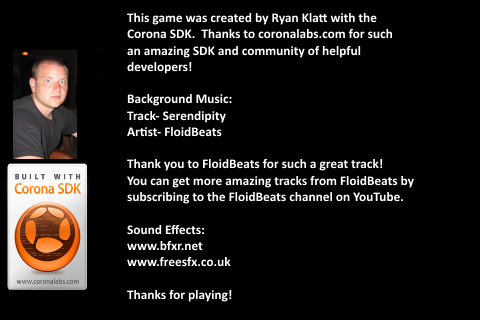 This game was created by Ryan Klatt with the
Corona SDK.  Thanks to coronalabs.com for such
an amazing SDK and community of helpful
developers!
Background Music:
Track- Serendipity
Artist- FloidBeats
Thank you to FloidBeats for such a great track!
You can get more amazing tracks from FloidBeats by
subscribing to the FloidBeats channel on YouTube.
Sound Effects:
www.bfxr.net
www.freesfx.co.uk
Thanks for playing!
BUILT WITH
Corona SDK
www.coronalabs.com